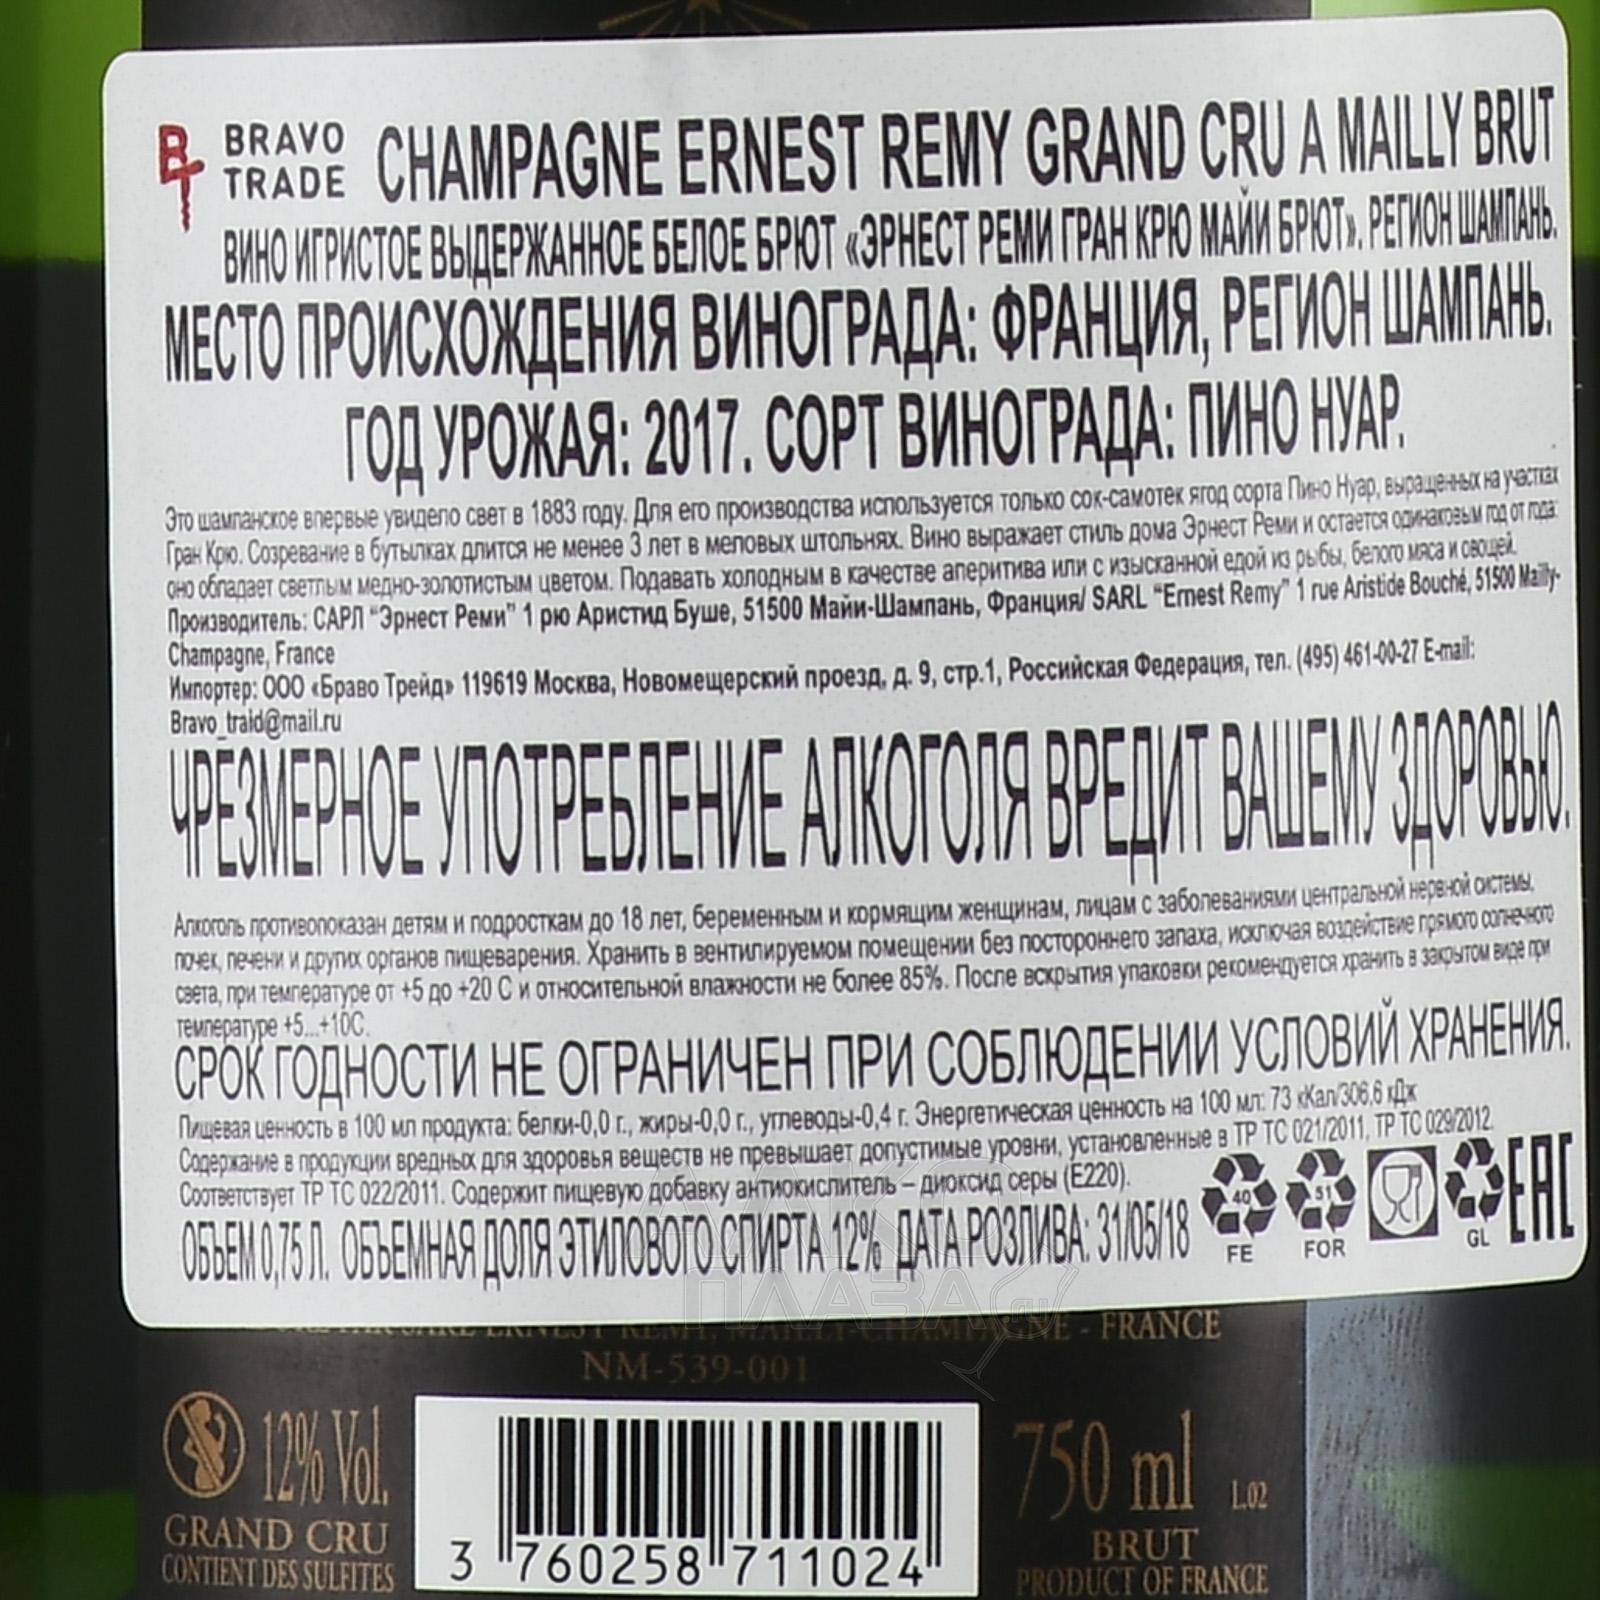 BRAVO
TRADE
CHAMPAGNE ERNEST REMY GRAND CRU A MAILLY BRUT
ВИНО ИГРИСТОЕ ВЫДЕРЖАННОЕ БЕЛОЕ БРЮТ «ЭРНЕСТ РЕМИ ГРАН КРЮ МАЙИ БРЮТ». РЕГИОН ШАМПАНЬ.
МЕСТО ПРОИСХОЖДЕНИЯ ВИНОГРАДА: ФРАНЦИЯ, РЕГИОН ШАМПАНЬ.
ГОД УРОЖАЯ: 2017. СОРТ ВИНОГРАДА: ПИНО НУАР.
Это шампанское впервые увидело свет в 1883 году. Для его производства используется только сок-самотек ягод сорта Пино Нуар, выращенных на участках
Гран Крю. Созревание в бутылках длится не менее 3 лет в меловых штольнях. Вино выражает стиль дома Эрнест Реми и остается одинаковым год от года:
оно обладает светлым медно-золотистым цветом. Подавать холодным в качестве аперитива или с изысканной едой из рыбы, белого мяса и овощей.
Производитель: САРЛ “Эрнест Реми” 1 рю Аристид Буше, 51500 Майи-Шампань, Франция/ SARL “Ernest Remy” 1 rue Aristide Bouché, 51500 Mailly-
Champagne, France
Импортер: ООО «Браво Трейд» 119619 Москва, Новомещерский проезд, д. 9, стр.1, Российская Федерация, тел. (495) 461-00-27 E-mail:
Bravo_traid@mail.ru
ЧРЕЗМЕРНОЕ УПОТРЕБЛЕНИЕ АЛКОГОЛЯ ВРЕДИТ ВАШЕМУ ЗДОРОВЬЮ.
Алкоголь противопоказан детям и подросткам до 18 лет, беременным и кормящим женщинам, лицам с заболеваниями центральной нервной системы,
почек, печени и других органов пищеварения. Хранить в вентилируемом помещении без постороннего запаха, исключая воздействие прямого солнечного
света, при температуре от +5 до +20 С и относительной влажности не более 85%. После вскрытия упаковки рекомендуется хранить в закрытом виде при
температуре +5...+10С.
СРОК ГОДНОСТИ НЕ ОГРАНИЧЕН ПРИ СОБЛЮДЕНИИ УСЛОВИЙ ХРАНЕНИЯ.
Пищевая ценность в 100 мл продукта: белки-0,0 г., жиры-0,0 г., углеводы-0,4 г. Энергетическая ценность на 100 мл: 73 кКал/306,6 кДж
Содержание в продукции вредных для здоровья веществ не превышает допустимые уровни, установленные в ТР ТС 021/2011, ТР ТС 029/2012.
Соответствует ТР ТС 022/2011. Содержит пищевую добавку антиокислитель – диоксид серы (Е220).
ОБЪЕМ 0,75 Л. ОБЪЕМНАЯ ДОЛЯ ЭТИЛОВОГО СПИРТА 12% ДАТА РОЗЛИВА: 31/05/18
40
FE
51
FOR
GL
EAC
АЛКО
ПЛАЗА.ru
ERNEST REMY, MAILLY-CHAMPAGNE - FRANCE
NM-539-001
12% Vol.
GRAND CRU
CONTIENT DES SULFITES
3 760258 711024
750 ml
L.02
BRUT
PRODUCT OF FRANCE